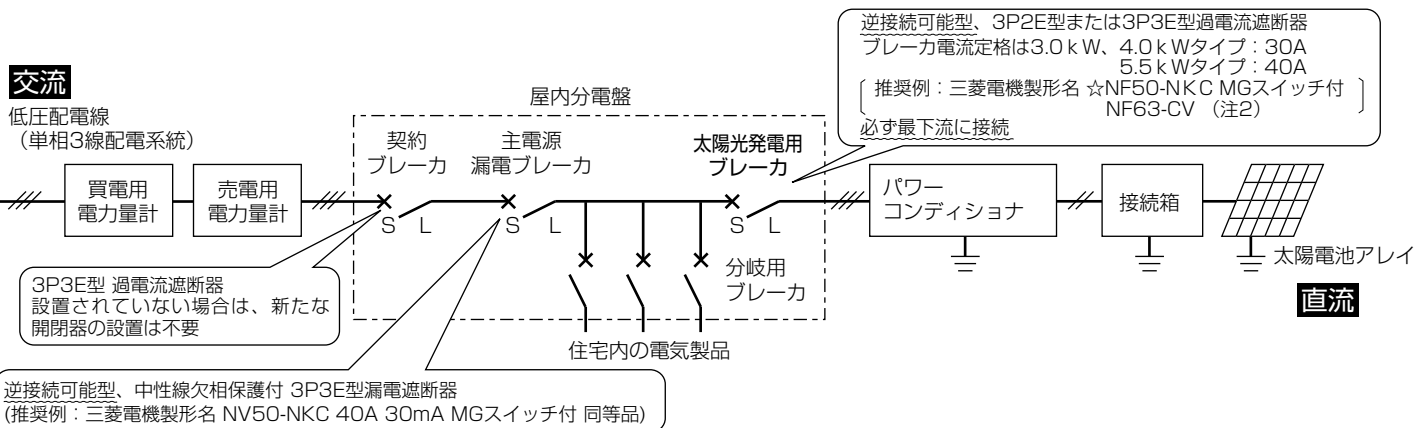 逆接続可能型、3P2E型または3P3E型過電流遮断器
ブレーカ電流定格は3.0kW、4.0kWタイプ：30A
5.5kWタイプ：40A
推奨例：三菱電機製形名 ☆NF50-NKC MGスイッチ付
NF63-CV （注2）
必ず最下流に接続
交流
低圧配電線
（単相3線配電系統）
屋内分電盤
買電用
電力量計
売電用
電力量計
契約
ブレーカ
主電源
漏電ブレーカ
太陽光発電用
ブレーカ
パワー
コンディショナ
接続箱
S L
S L
S L
分岐用
ブレーカ
太陽電池アレイ
直流
3P3E型 過電流遮断器
設置されていない場合は、新たな
開閉器の設置は不要
住宅内の電気製品
逆接続可能型、中性線欠相保護付 3P3E型漏電遮断器
(推奨例：三菱電機製形名 NV50-NKC 40A 30mA MGスイッチ付 同等品)